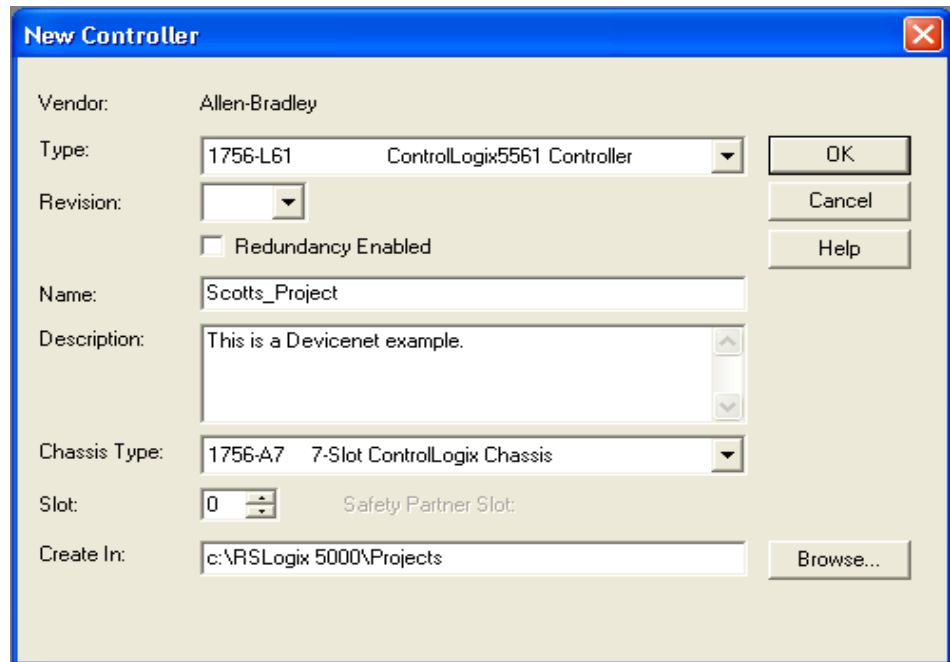 New Controller
Vendor: Allen-Bradley
Type: 1756-L61 ControlLogix5561 Controller
OK
Revision:
Cancel
Redundancy Enabled
Help
Name: Scotts_Project
Description: This is a Devicenet example.
Chassis Type: 1756-A7 7-Slot ControlLogix Chassis
Slot: 0 Safety Partner Slot:
Create In: c:\RSLogix 5000\Projects
Browse...